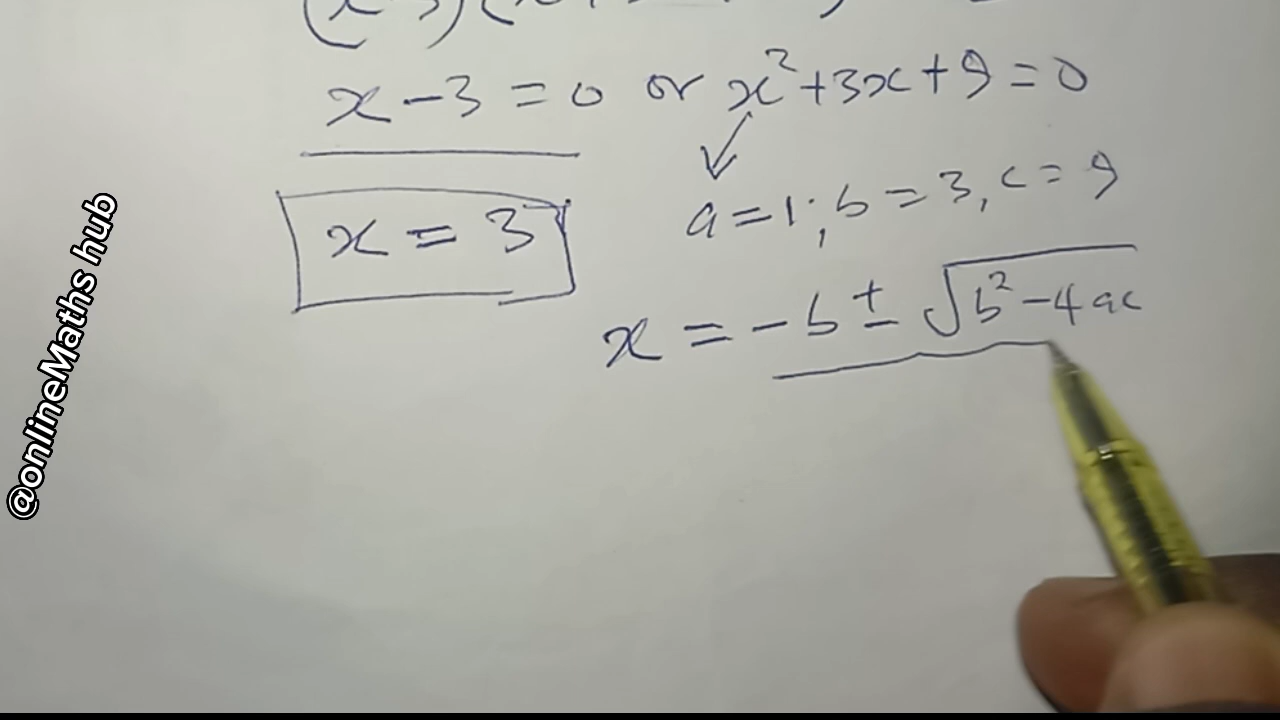 x - 3 = 0 or x² + 3x + 9 = 0
x = 3
a = 1; b = 3, c = 9
x = -b ± √b² - 4ac
@onlineMaths hub